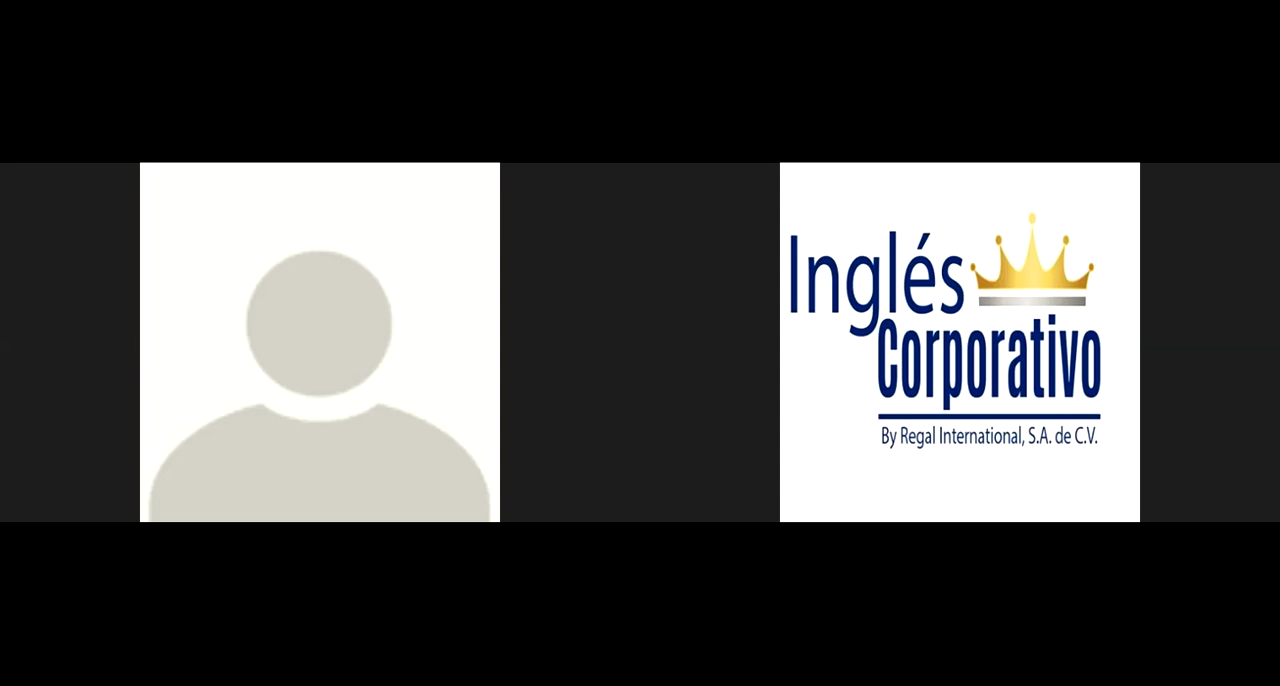 Inglés
Corporativo
By Regal International, S.A. de C.V.